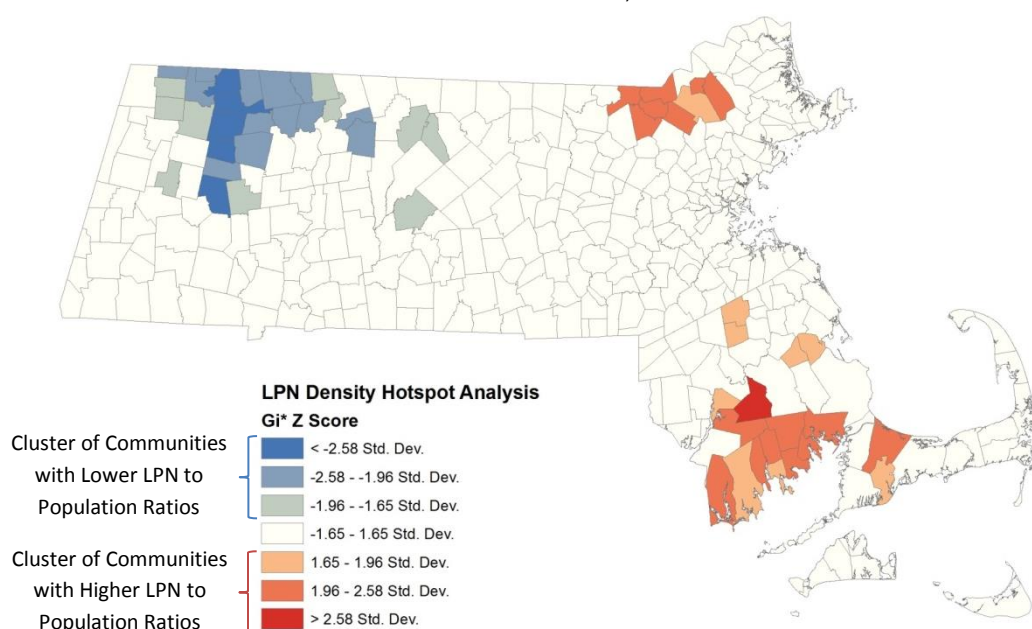 LPN Density Hotspot Analysis
Gi* Z Score
Cluster of Communities
with Lower LPN to
Population Ratios
< -2.58 Std. Dev.
-2.58 - -1.96 Std. Dev.
-1.96 - -1.65 Std. Dev.
-1.65 - 1.65 Std. Dev.
Cluster of Communities
with Higher LPN to
Population Ratios
1.65 - 1.96 Std. Dev.
1.96 - 2.58 Std. Dev.
> 2.58 Std. Dev.